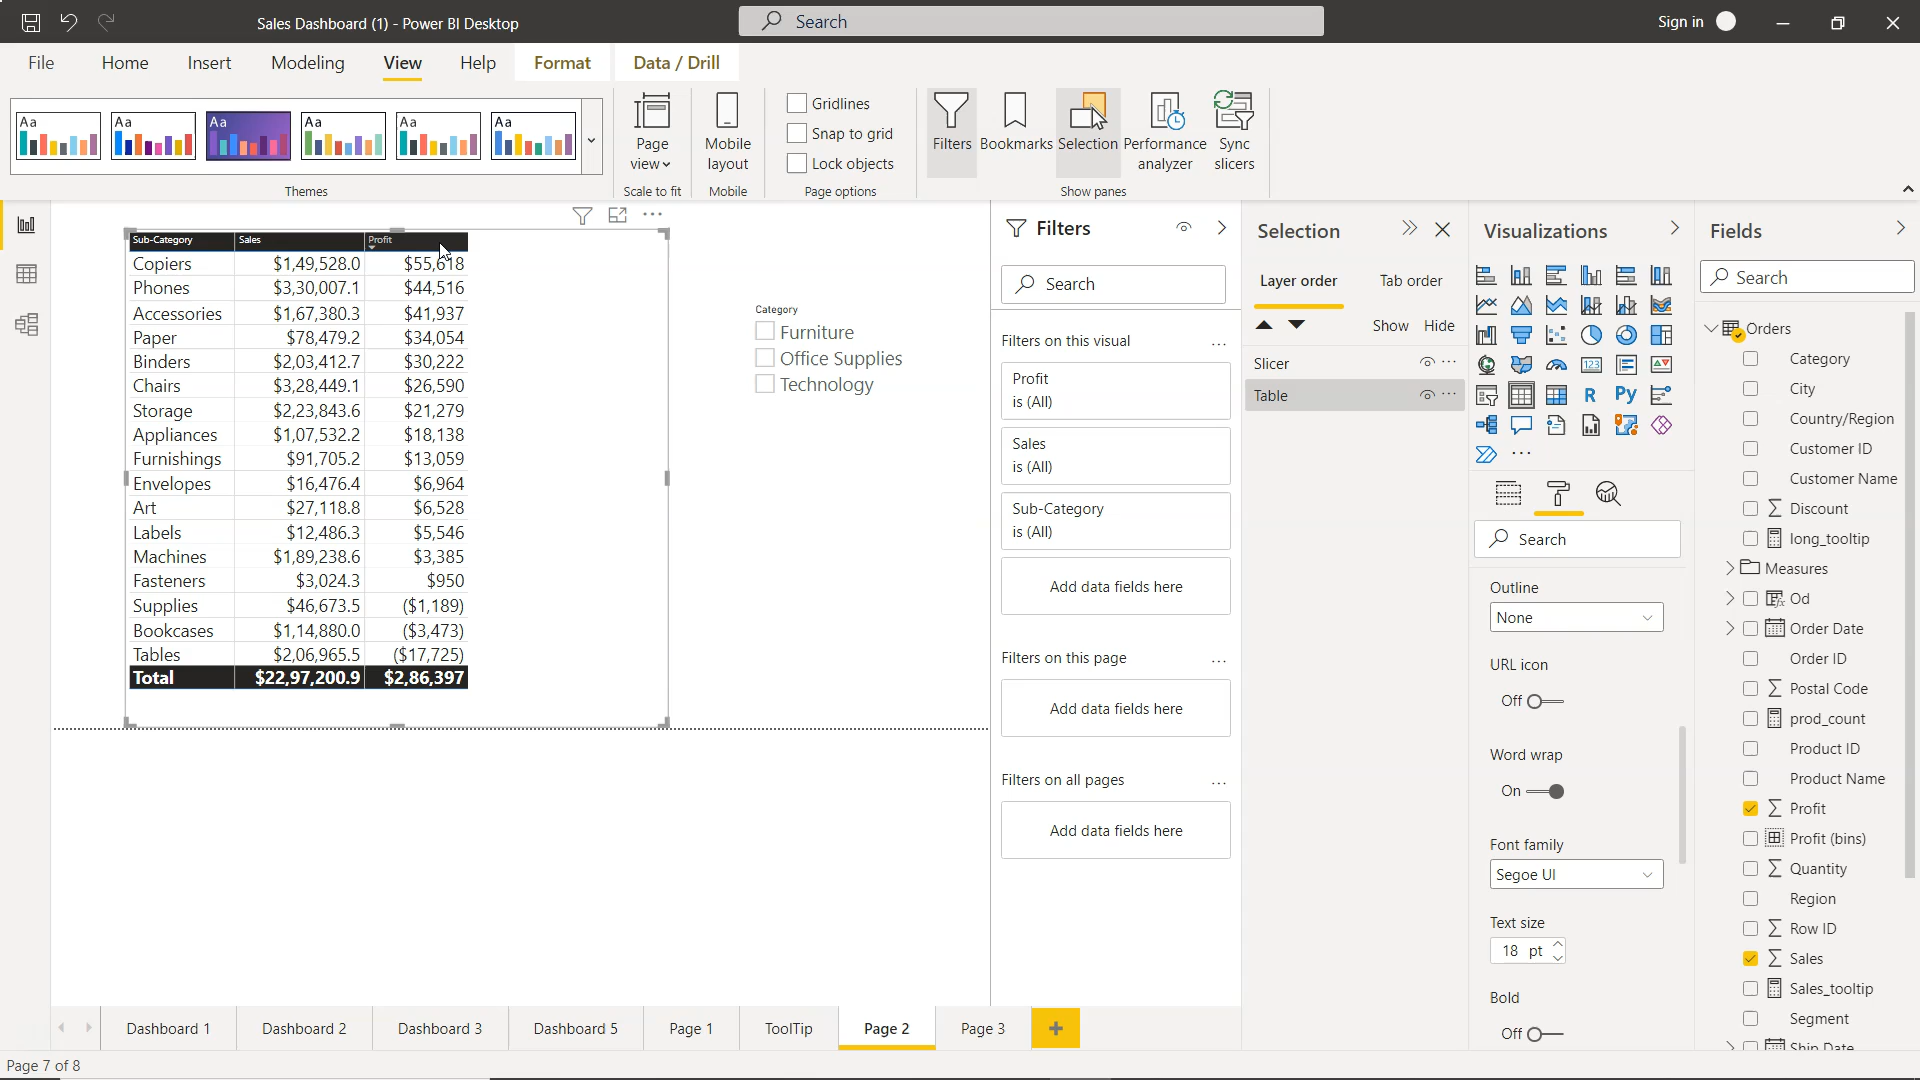 Sales Dashboard (1) - Power BI Desktop
Search
Sign in
File Home Insert Modeling View Help Format Data / Drill
Aa Aa Aa Aa Aa Aa
Themes
Page view
Scale to fit
Mobile layout
Mobile
Gridlines
Snap to grid
Lock objects
Page options
Filters
Bookmarks
Selection
Performance analyzer
Sync slicers
Show panes
Sub-Category Sales Profit
Copiers $1,49,528.0 $55,618
Phones $3,30,007.1 $44,516
Accessories $1,67,380.3 $41,937
Paper $78,479.2 $34,054
Binders $2,03,412.7 $30,222
Chairs $3,28,449.1 $26,590
Storage $2,23,843.6 $21,279
Appliances $1,07,532.2 $18,138
Furnishings $91,705.2 $13,059
Envelopes $16,476.4 $6,964
Art $27,118.8 $6,528
Labels $12,486.3 $5,546
Machines $1,89,238.6 $3,385
Fasteners $3,024.3 $950
Supplies $46,673.5 ($1,189)
Bookcases $1,14,880.0 ($3,473)
Tables $2,06,965.5 ($17,725)
Total $22,97,200.9 $2,86,397
Category
Furniture
Office Supplies
Technology
Filters
Search
Filters on this visual ...
Profit
is (All)
Sales
is (All)
Sub-Category
is (All)
Add data fields here
Filters on this page ...
Add data fields here
Filters on all pages ...
Add data fields here
Selection
Layer order Tab order
Show Hide
Slicer
Table
Visualizations
123
R Py
Search
Outline
None
URL icon
Off
Word wrap
On
Font family
Segoe UI
Text size
18 pt
Bold
Off
Fields
Search
Orders
Category
City
Country/Region
Customer ID
Customer Name
Discount
long_tooltip
Measures
Od
Order Date
Order ID
Postal Code
prod_count
Product ID
Product Name
Profit
Profit (bins)
Quantity
Region
Row ID
Sales
Sales_tooltip
Segment
Ship Date
Dashboard 1 Dashboard 2 Dashboard 3 Dashboard 5 Page 1 ToolTip Page 2 Page 3 +
Page 7 of 8